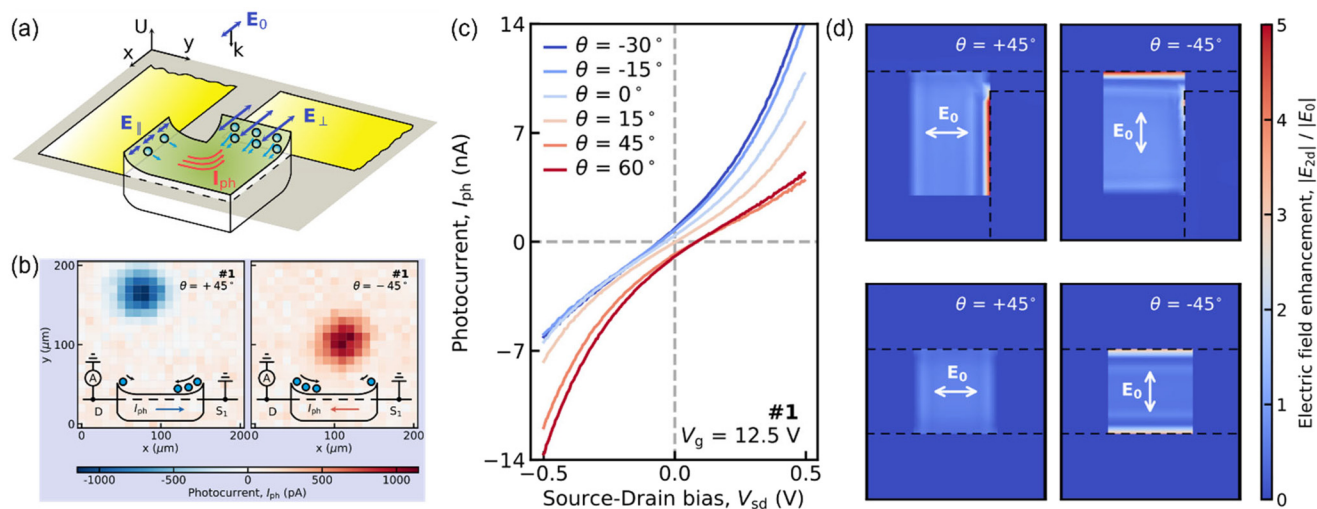 (a)
U
x
y
E₀
k
E∥
E⊥
Iph
(b)
200
100
0
y (μm)
#1
θ = +45°
A
D
Iph
S₁
0
100
200
x (μm)
#1
θ = −45°
A
D
Iph
S₁
0
100
200
x (μm)
-1000
-500
0
500
1000
Photocurrent, Iph (pA)
(c)
14
7
0
−7
−14
Photocurrent, Iph (nA)
θ = -30°
θ = -15°
θ = 0°
θ = 15°
θ = 45°
θ = 60°
#1
Vg = 12.5 V
−0.5
0.0
0.5
Source-Drain bias, Vsd (V)
(d)
θ = +45°
E₀
θ = -45°
E₀
θ = +45°
E₀
θ = -45°
E₀
5
4
3
2
1
0
Electric field enhancement, |E2d| / |E0|